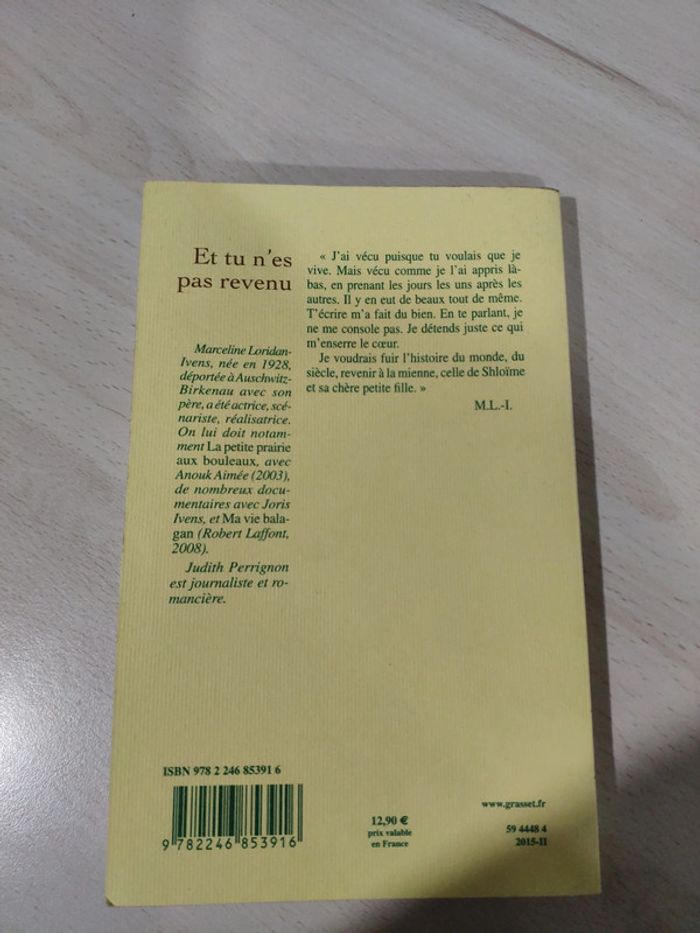 Et tu n'es
pas revenu
Marceline Loridan-
Ivens, née en 1928,
déportée à Auschwitz-
Birkenau avec son
père, a été actrice, scé-
nariste, réalisatrice.
On lui doit notam-
ment La petite prairie
aux bouleaux, avec
Anouk Aimée (2003),
de nombreux docu-
mentaires avec Joris
Ivens, et Ma vie bala-
gan (Robert Laffont,
2008).
Judith Perrignon
est journaliste et ro-
mancière.
« J'ai vécu puisque tu voulais que je
vive. Mais vécu comme je l'ai appris là-
bas, en prenant les jours les uns après les
autres. Il y en eut de beaux tout de même.
T'écrire m'a fait du bien. En te parlant, je
ne me console pas. Je détends juste ce qui
m'enserre le cœur.
Je voudrais fuir l'histoire du monde, du
siècle, revenir à la mienne, celle de Shloïme
et sa chère petite fille. »
M.L.-I.
ISBN 978 2 246 85391 6
9 782246 853916
12,90 €
prix valable
en France
www.grasset.fr
59 4448 4
2015-II